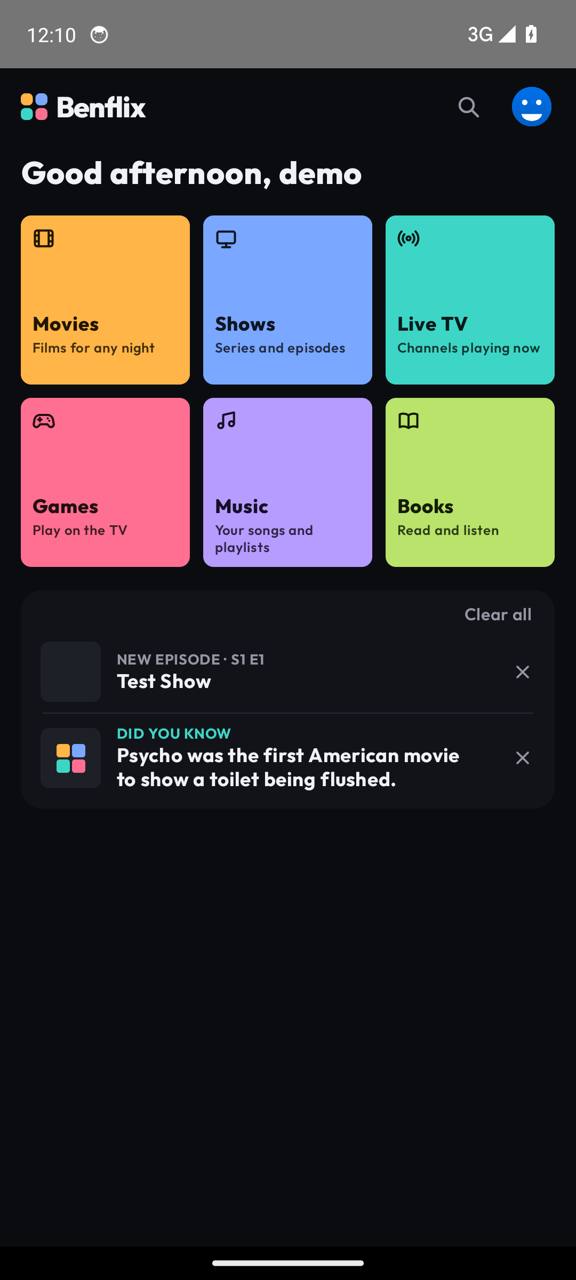 12:10
3G
Benflix
Good afternoon, demo
Movies
Films for any night
Shows
Series and episodes
Live TV
Channels playing now
Games
Play on the TV
Music
Your songs and
playlists
Books
Read and listen
Clear all
NEW EPISODE · S1 E1
Test Show
DID YOU KNOW
Psycho was the first American movie
to show a toilet being flushed.